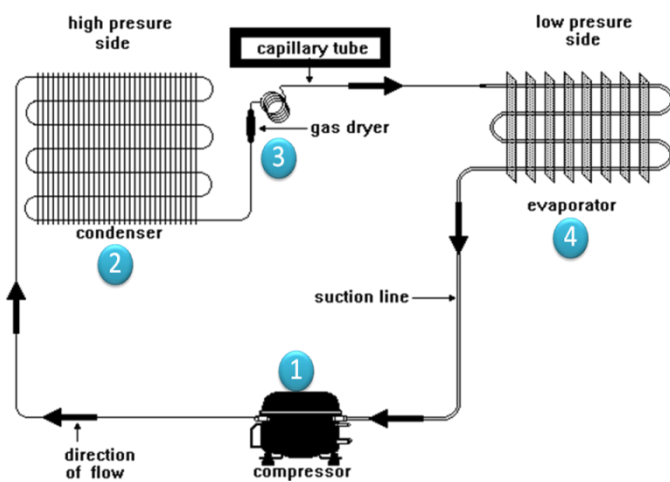 high presure
side
capillary tube
low presure
side
gas dryer
3
condenser
2
evaporator
4
suction line
1
direction
of flow
compressor